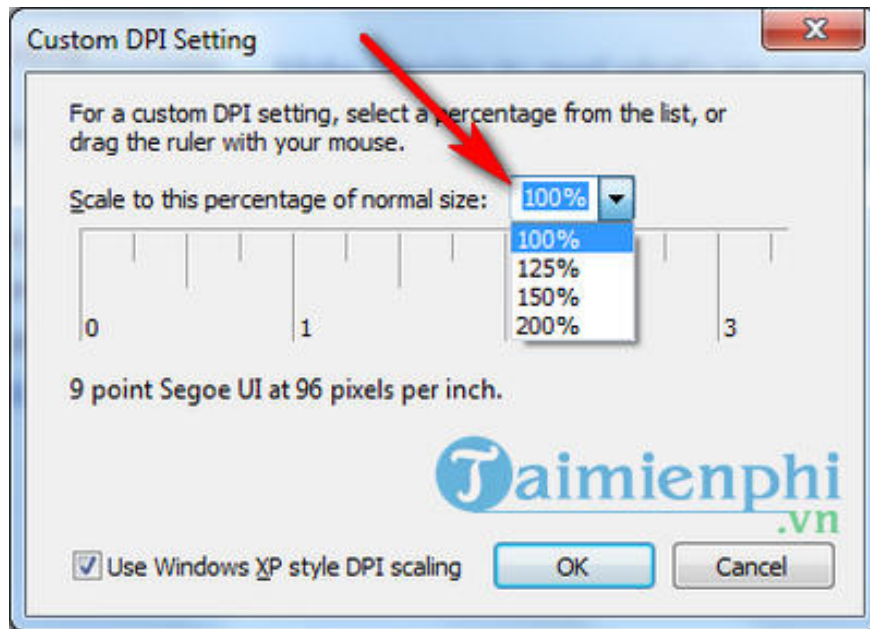 Custom DPI Setting
For a custom DPI setting, select a percentage from the list, or
drag the ruler with your mouse.
Scale to this percentage of normal size: 100%
100%
125%
150%
200%
0 1 3
9 point Segoe UI at 96 pixels per inch.
Taimienphi
.vn
Use Windows XP style DPI scaling OK Cancel